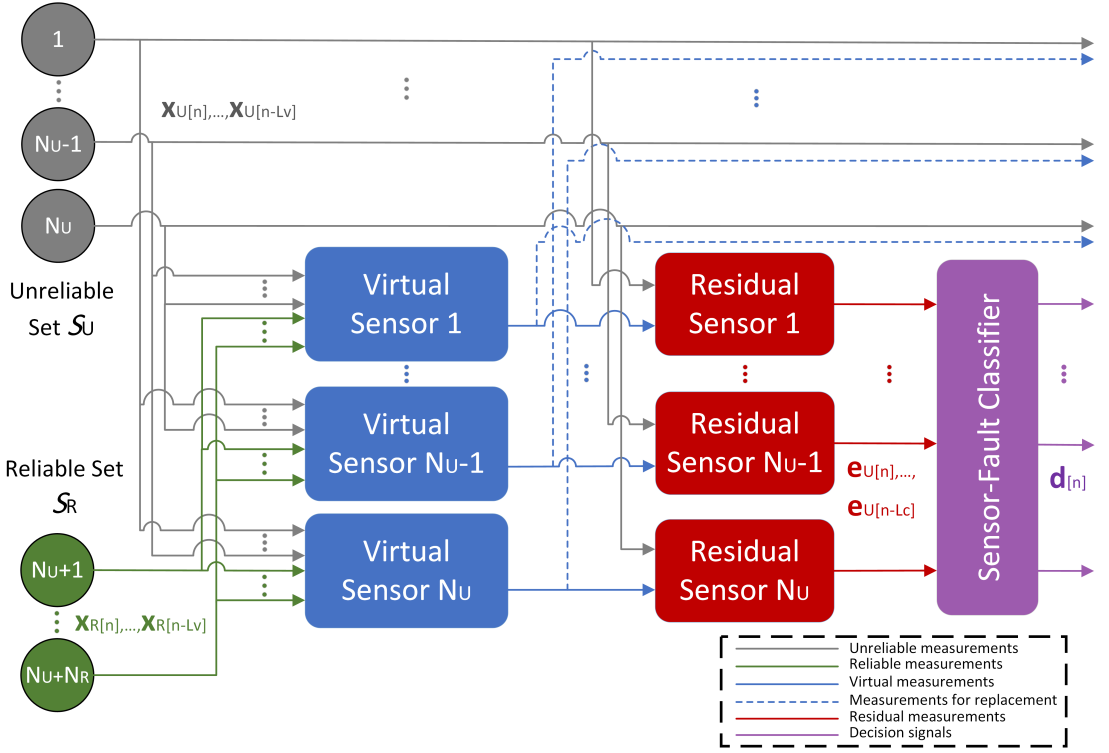 1
NU-1
NU
Unreliable
Set SU
XU[n],...,XU[n-Lv]
Reliable Set
SR
NU+1
XR[n],...,XR[n-Lv]
NU+NR
Virtual
Sensor 1
Virtual
Sensor NU-1
Virtual
Sensor NU
Residual
Sensor 1
Residual
Sensor NU-1
Residual
Sensor NU
eU[n],...,
eU[n-Lc]
Sensor-Fault Classifier
d[n]
Unreliable measurements
Reliable measurements
Virtual measurements
Measurements for replacement
Residual measurements
Decision signals